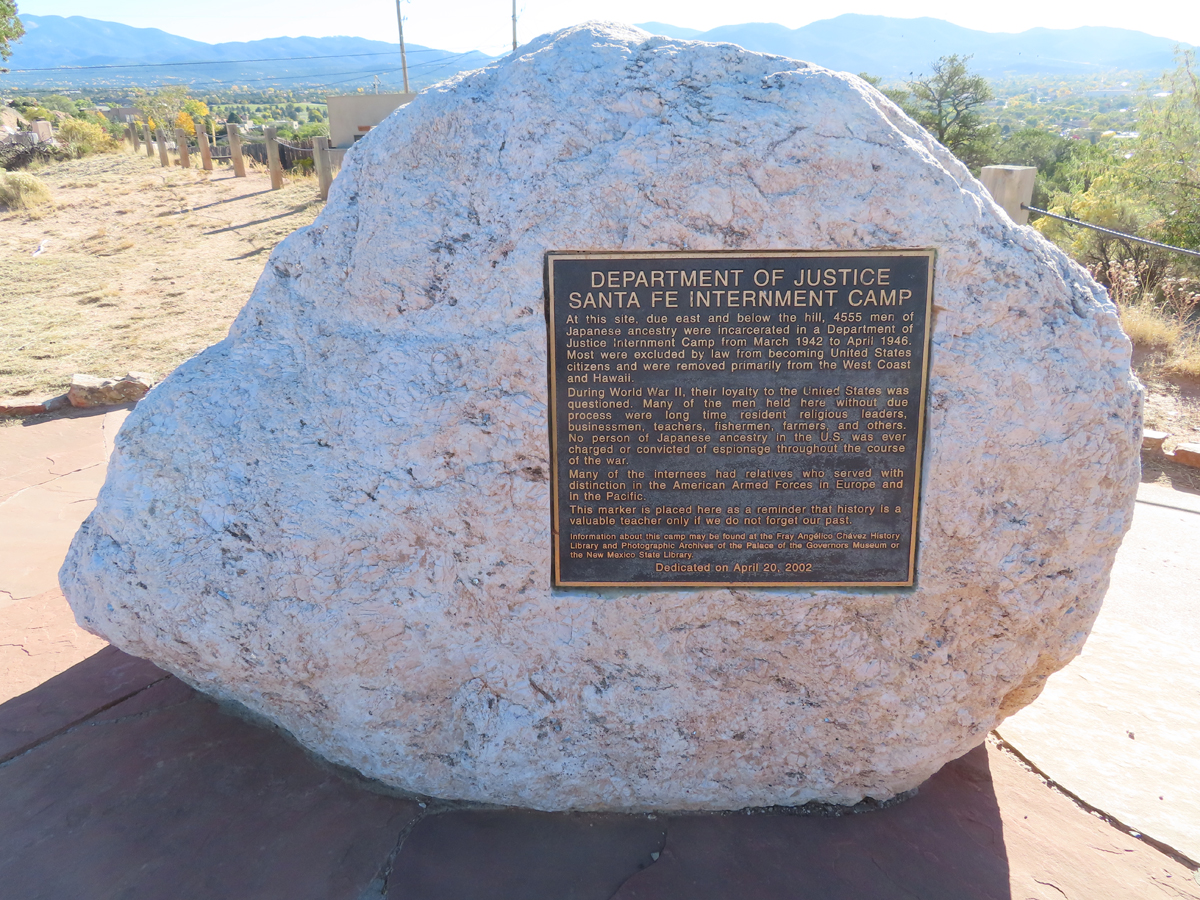 DEPARTMENT OF JUSTICE
SANTA FE INTERNMENT CAMP
At this site, due east and below the hill, 4555 men of
Japanese ancestry were incarcerated in a Department of
Justice Internment Camp from March 1942 to April 1946.
Most were excluded by law from becoming United States
citizens and were removed primarily from the West Coast
and Hawaii.
During World War II, their loyalty to the United States was
questioned. Many of the men held here without due
process were long time resident religious leaders,
businessmen, teachers, fishermen, farmers, and others.
No person of Japanese ancestry in the U.S. was ever
charged or convicted of espionage throughout the course
of the war.
Many of the internees had relatives who served with
distinction in the American Armed Forces in Europe and
in the Pacific.
This marker is placed here as a reminder that history is a
valuable teacher only if we do not forget our past.
Information about this camp may be found at the Fray Angélico Chávez History
Library and Photographic Archives of the Palace of the Governors Museum or
the New Mexico State Library.
Dedicated on April 20, 2002